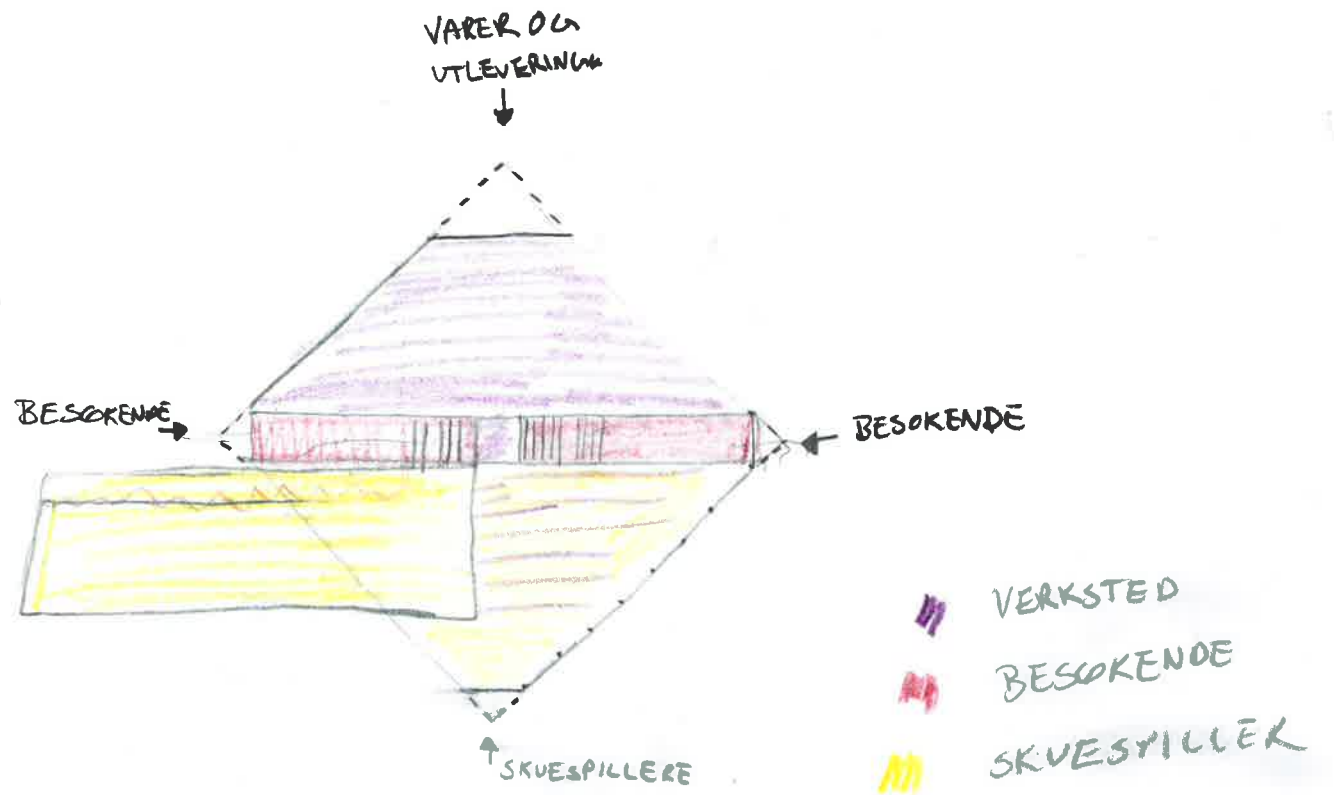 VARER OG
UTLEVERING
BESØKENDE
BESØKENDE
VERKSTED
BESØKENDE
SKUESPILLER
SKUESPILLERE